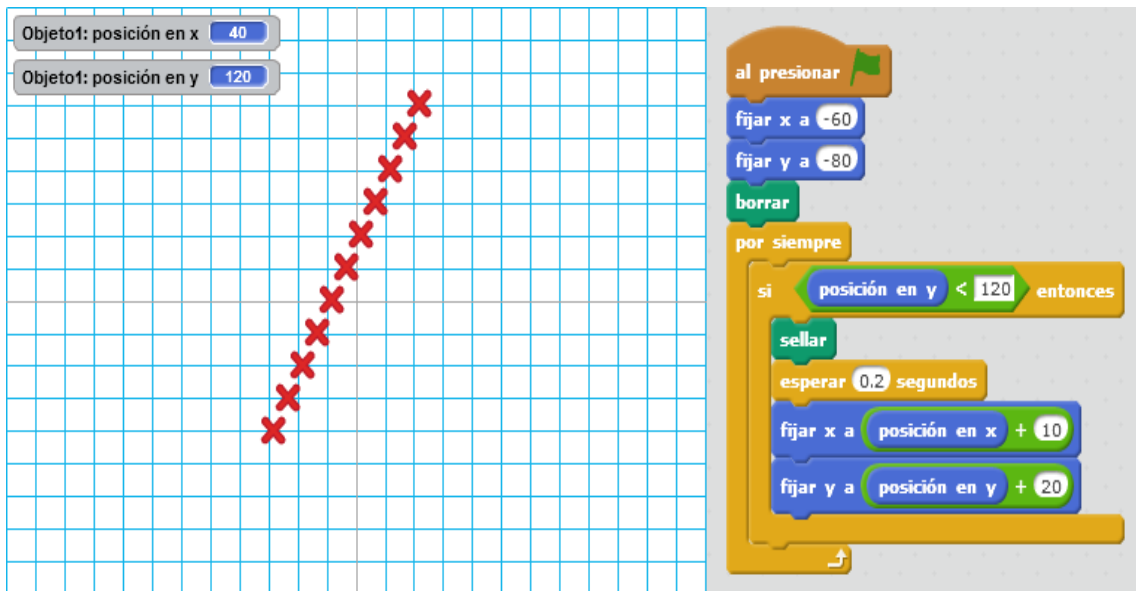 Objeto1: posición en x 40
Objeto1: posición en y 120
al presionar
fijar x a -60
fijar y a -80
borrar
por siempre
si posición en y < 120 entonces
sellar
esperar 0.2 segundos
fijar x a posición en x + 10
fijar y a posición en y + 20